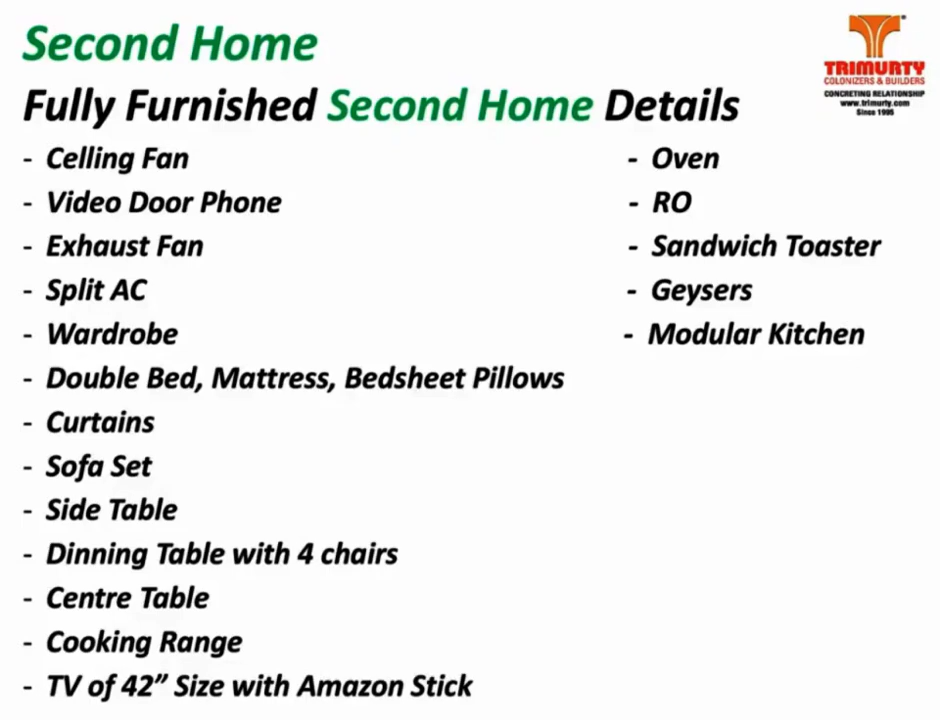 Second Home
Fully Furnished Second Home Details
- Celling Fan
- Video Door Phone
- Exhaust Fan
- Split AC
- Wardrobe
- Double Bed, Mattress, Bedsheet Pillows
- Curtains
- Sofa Set
- Side Table
- Dinning Table with 4 chairs
- Centre Table
- Cooking Range
- TV of 42” Size with Amazon Stick
- Oven
- RO
- Sandwich Toaster
- Geysers
- Modular Kitchen
TRIMURTY
COLONIZERS & BUILDERS
CONCRETING RELATIONSHIP
www.trimurty.com
Since 1995